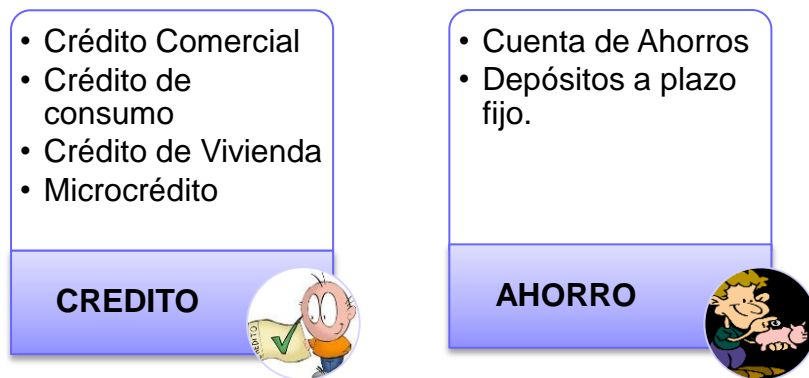 • Crédito Comercial
• Crédito de
consumo
• Crédito de Vivienda
• Microcrédito
CREDITO
• Cuenta de Ahorros
• Depósitos a plazo
fijo.
AHORRO